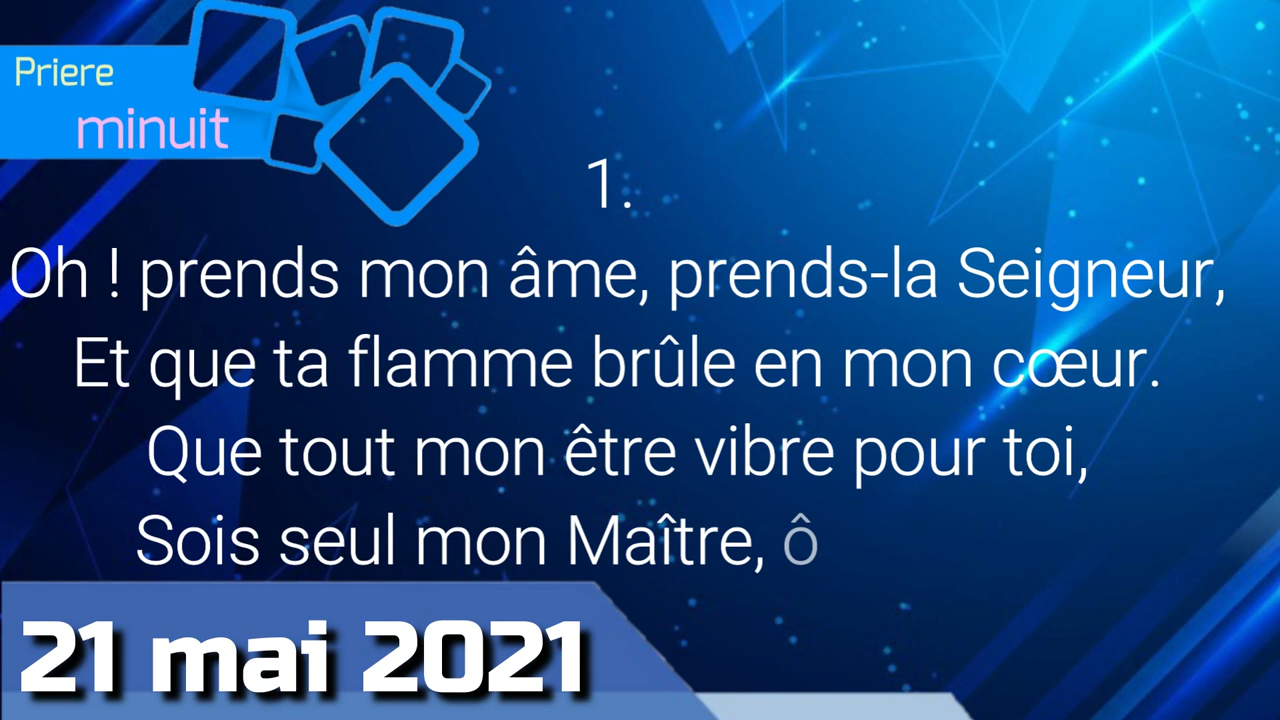 Priere
minuit
1.
Oh ! prends mon âme, prends-la Seigneur,
Et que ta flamme brûle en mon cœur.
Que tout mon être vibre pour toi,
Sois seul mon Maître, ô
21 mai 2021